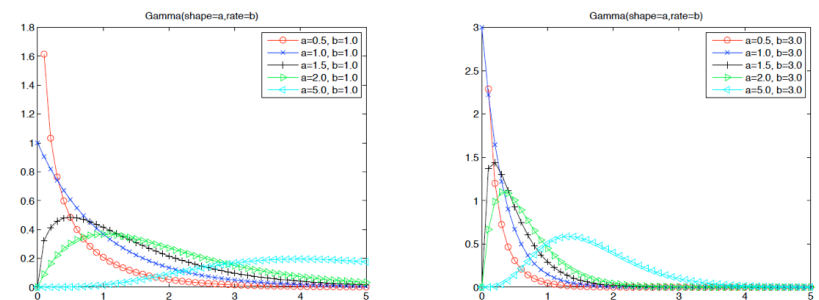 Gamma(shape=a,rate=b)
1.8
1.6
1.4
1.2
1
0.8
0.6
0.4
0.2
0
0
1
2
3
4
5
a=0.5, b=1.0
a=1.0, b=1.0
a=1.5, b=1.0
a=2.0, b=1.0
a=5.0, b=1.0
Gamma(shape=a,rate=b)
3
2.5
2
1.5
1
0.5
0
0
1
2
3
4
5
a=0.5, b=3.0
a=1.0, b=3.0
a=1.5, b=3.0
a=2.0, b=3.0
a=5.0, b=3.0